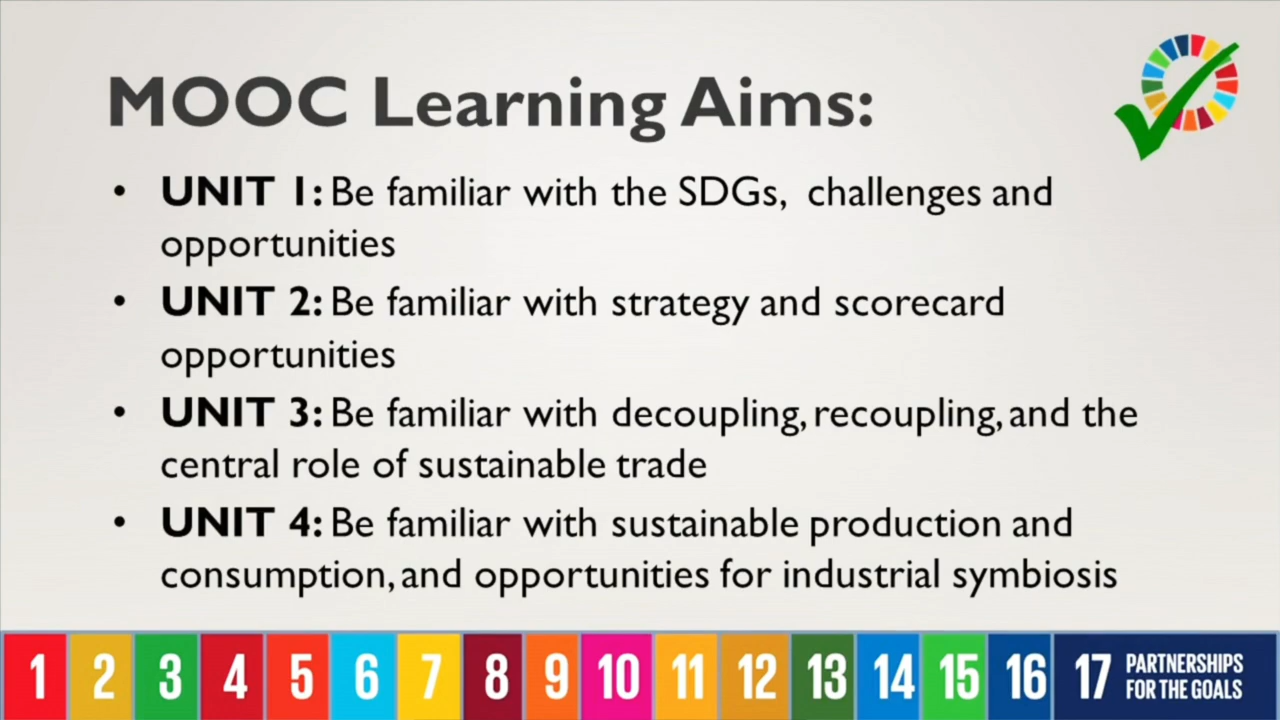 MOOC Learning Aims:
• UNIT 1: Be familiar with the SDGs, challenges and
opportunities
• UNIT 2: Be familiar with strategy and scorecard
opportunities
• UNIT 3: Be familiar with decoupling, recoupling, and the
central role of sustainable trade
• UNIT 4: Be familiar with sustainable production and
consumption, and opportunities for industrial symbiosis
1 2 3 4 5 6 7 8 9 10 11 12 13 14 15 16 17 PARTNERSHIPS
FOR THE GOALS